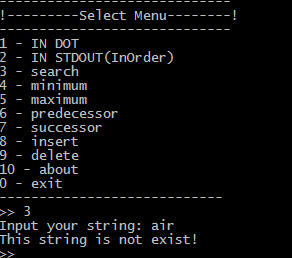 -----------------------------
!---------Select Menu--------!
-----------------------------
1 - IN DOT
2 - IN STDOUT(InOrder)
3 - search
4 - minimum
5 - maximum
6 - predecessor
7 - successor
8 - insert
9 - delete
10 - about
0 - exit
----------------------------
>> 3
Input your string: air
This string is not exist!
>>